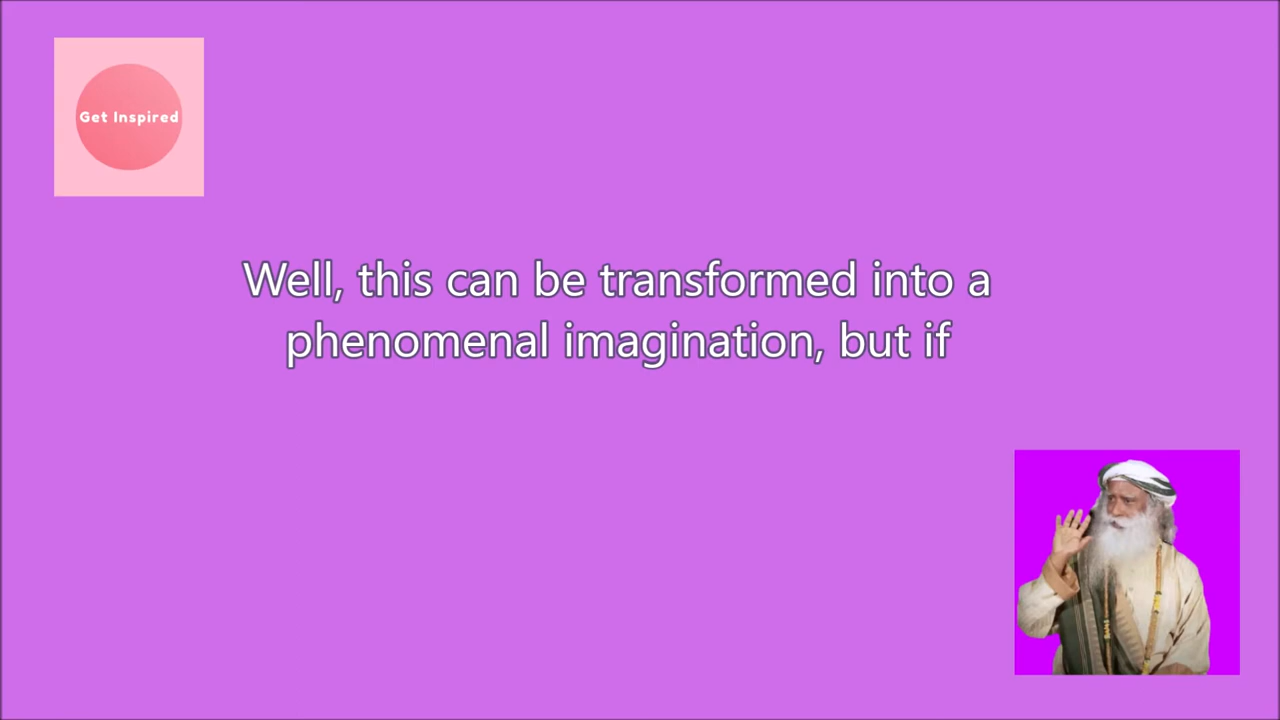 Get Inspired
Well, this can be transformed into a
phenomenal imagination, but if